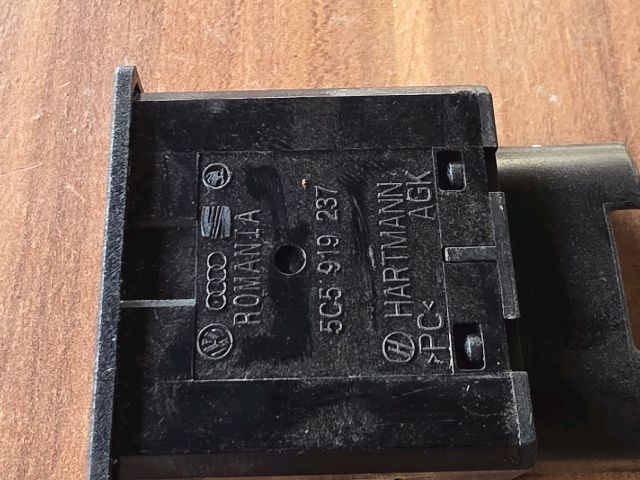 ROMANIA
5C5 919 237
HARTMANN
AGK
>PC<